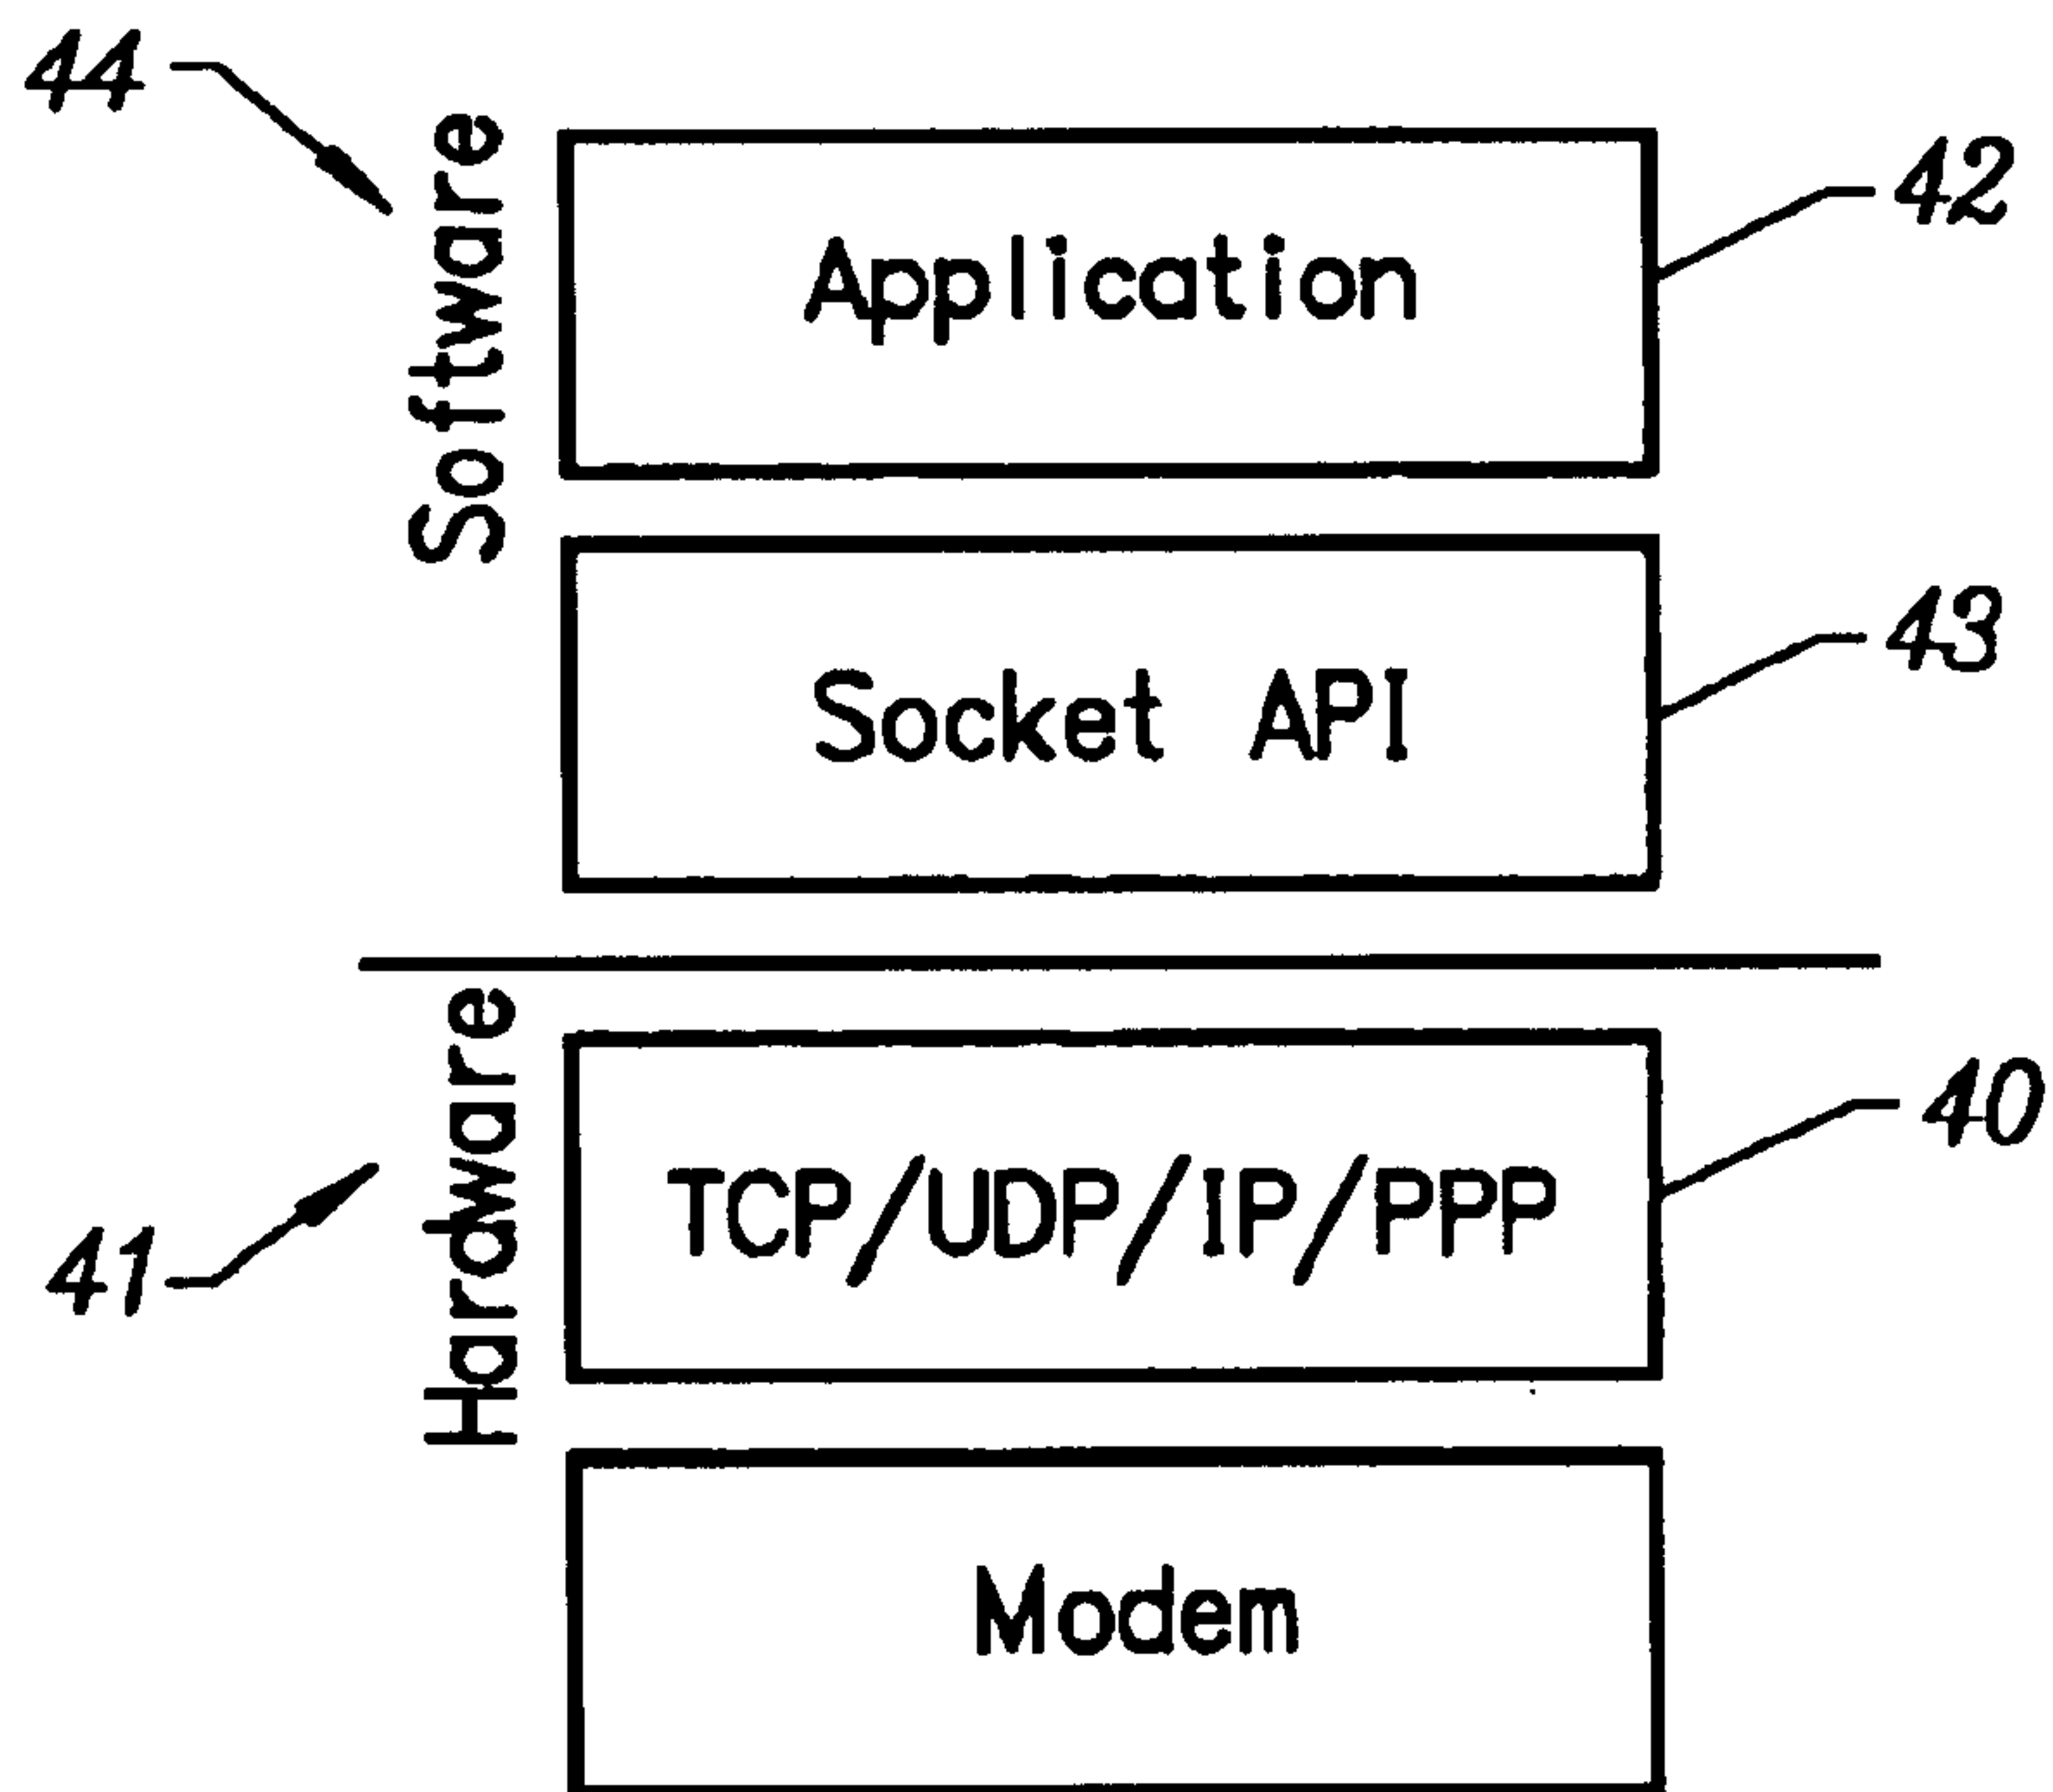 44
Software
Application
42
Socket API
43
Hardware
41
TCP/UDP/IP/PPP
40
Modem